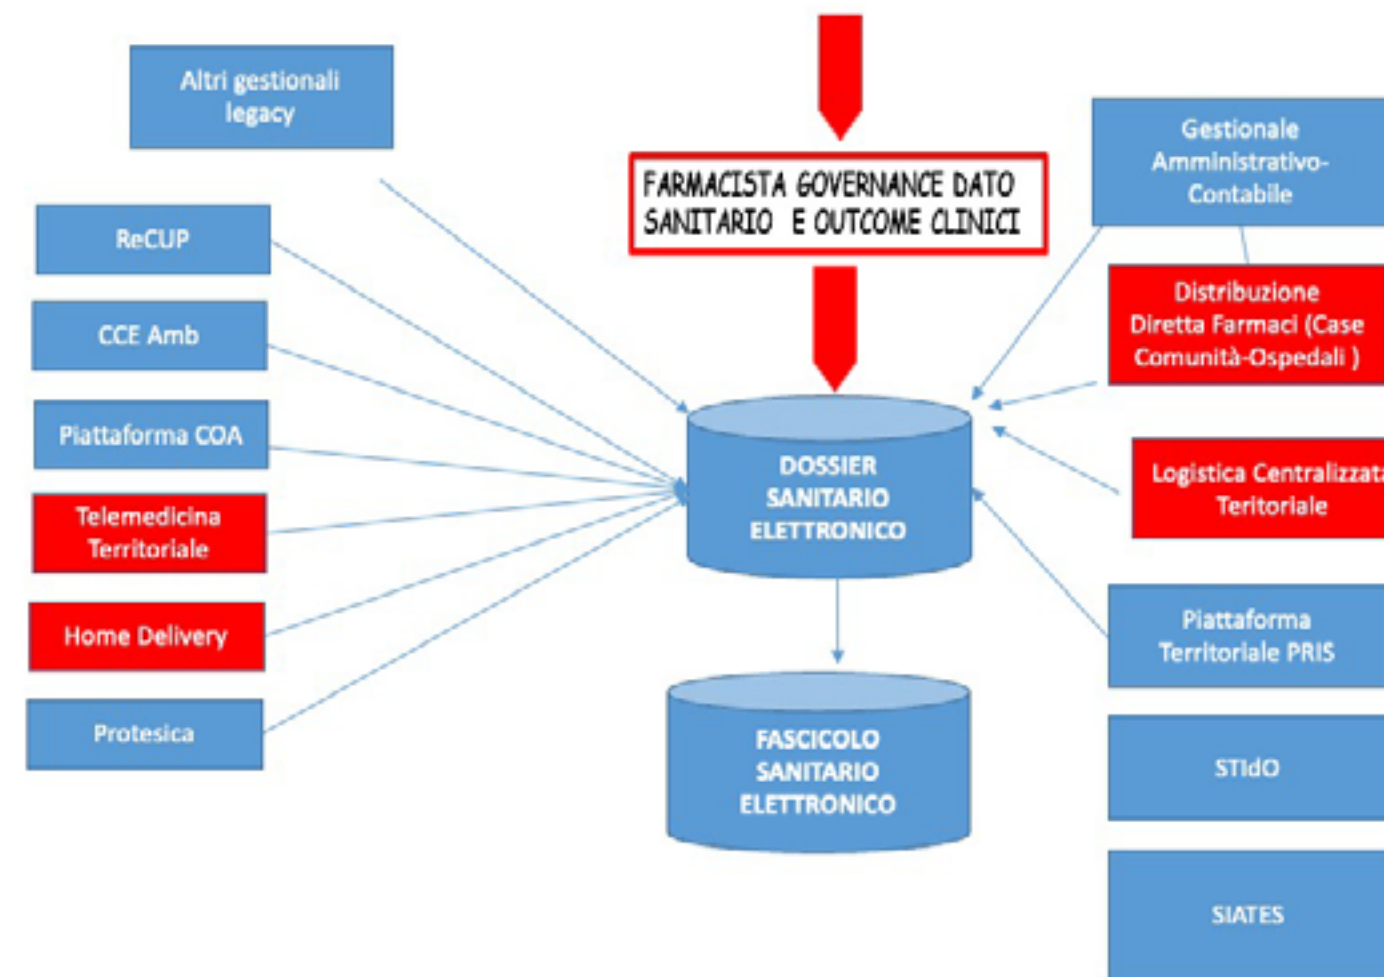 Altri gestionali
legacy
ReCUP
CCE Amb
Piattaforma COA
Telemedicina
Territoriale
Home Delivery
Protesica
FARMACISTA GOVERNANCE DATO
SANITARIO E OUTCOME CLINICI
DOSSIER
SANITARIO
ELETTRONICO
FASCICOLO
SANITARIO
ELETTRONICO
Gestionale
Amministrativo-
Contabile
Distribuzione
Diretta Farmaci (Case
Comunità-Ospedali )
Logistica Centralizzata
Teritoriale
Piattaforma
Territoriale PRIS
STIdO
SIATES